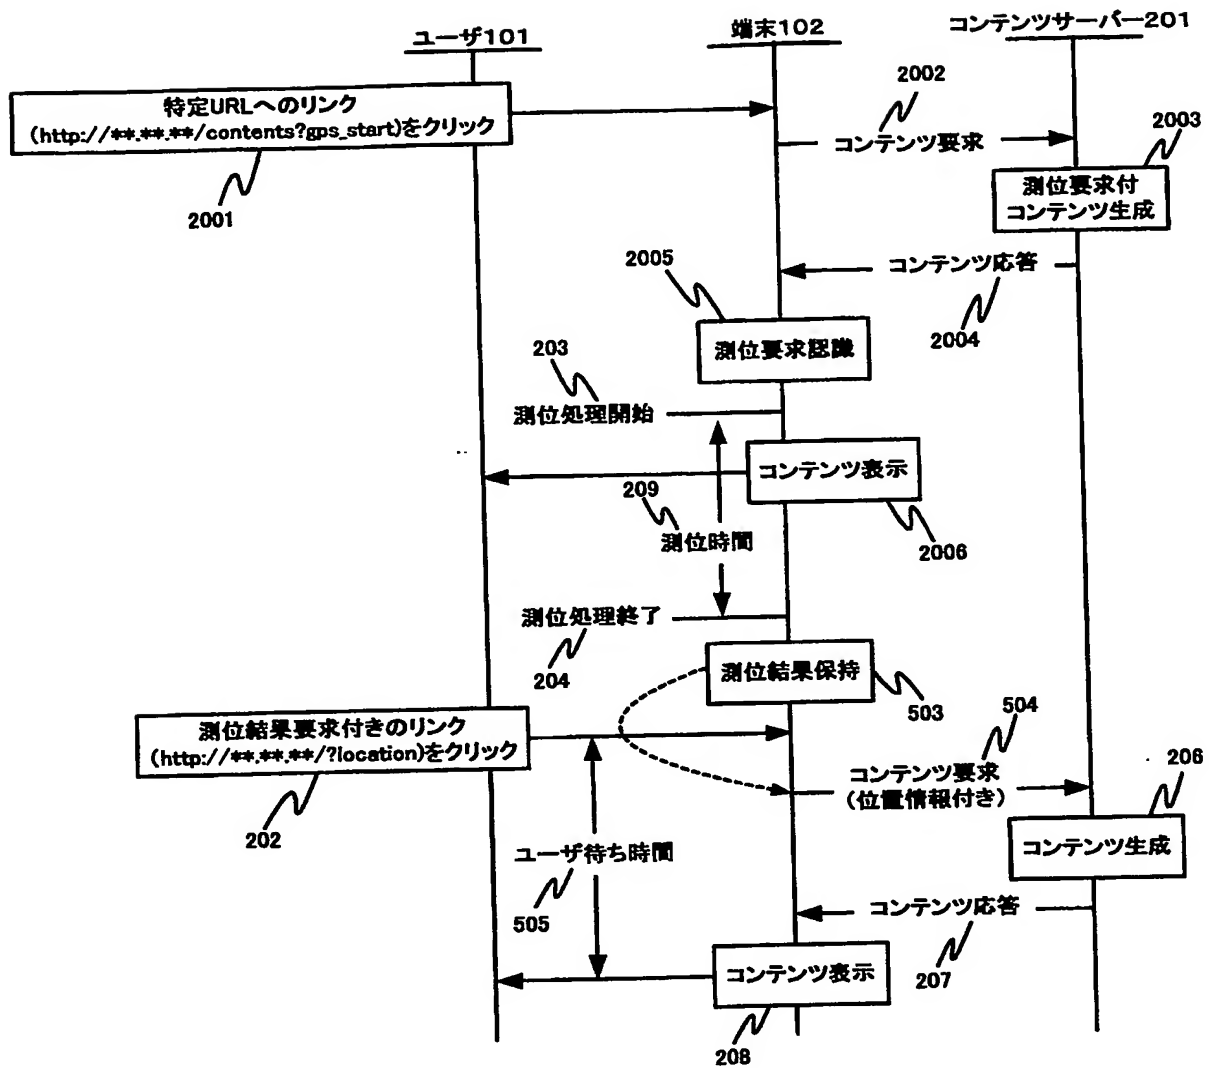 ユーザ101
端末102
コンテンツサーバー201
特定URLへのリンク
(http://**.**.**/contents?gps_start)をクリック
2001
2002
コンテンツ要求
2003
測位要求付
コンテンツ生成
コンテンツ応答
2004
2005
測位要求認識
203
測位処理開始
コンテンツ表示
2006
209
測位時間
測位処理終了
204
測位結果保持
503
測位結果要求付きのリンク
(http://**.**.**/?location)をクリック
202
504
コンテンツ要求
(位置情報付き)
206
コンテンツ生成
ユーザ待ち時間
505
コンテンツ応答
207
コンテンツ表示
208